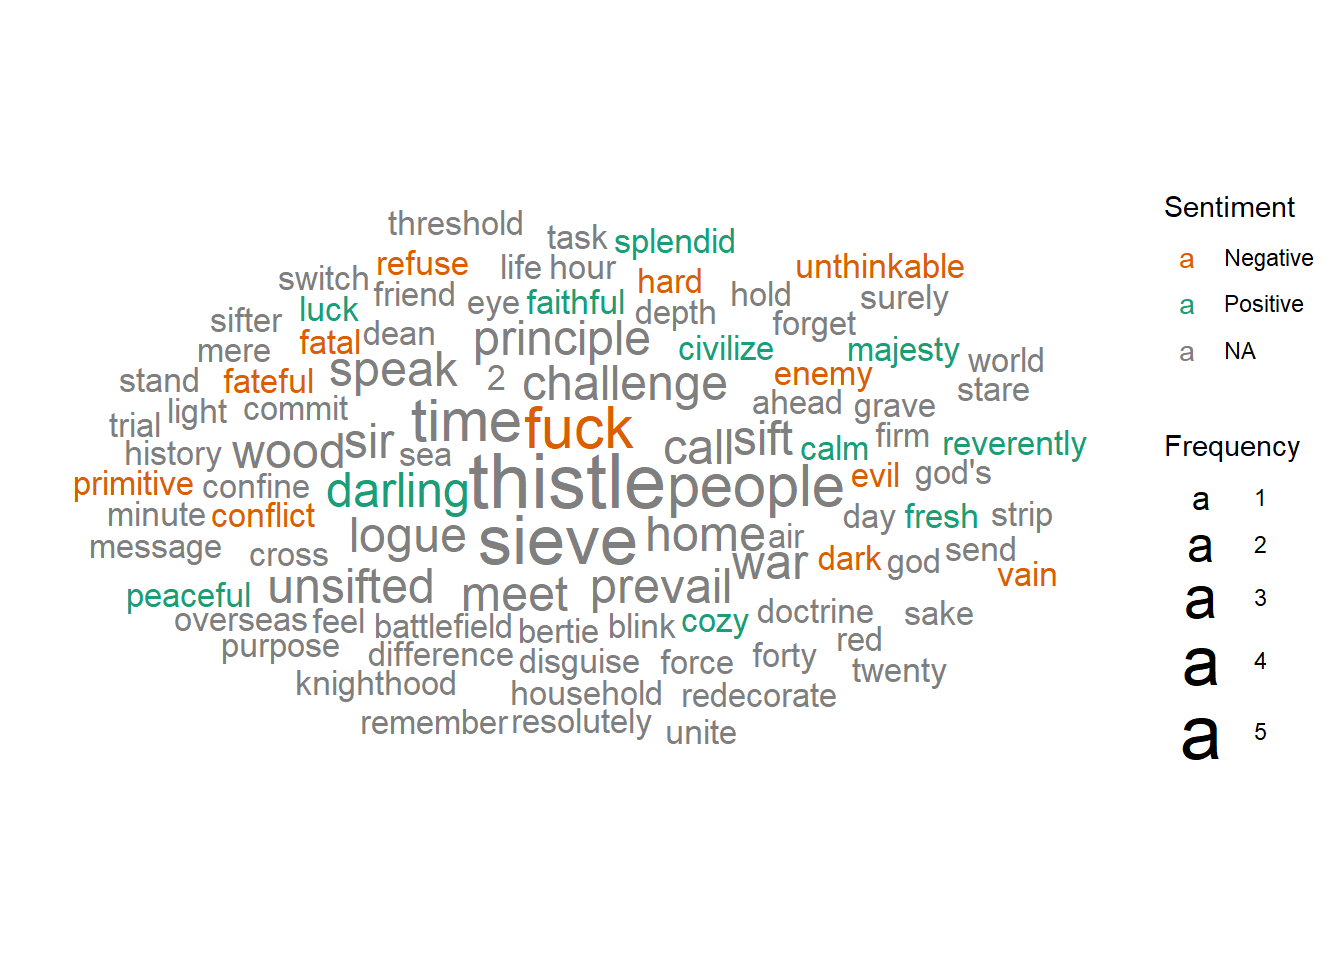 threshold
task splendid
refuse life hour unthinkable
switch friend hard hold surely
luck eye faithful depth
sifter forget
mere fatal dean principle civilize majesty world
stand fateful speak 2 challenge enemy stare
trial light commit time fuck ahead grave
history wood sir sea call sift calm firm reverently
primitive confine darling thistle people evil god's
minute conflict day fresh strip
message cross logue sieve home air war dark god send vain
peaceful unsifted meet prevail
overseas feel battlefield bertie blink cozy doctrine sake
purpose difference disguise force forty red twenty
knighthood household redecorate
remember resolutely unite
Sentiment
a Negative
a Positive
a NA
Frequency
a 1
a 2
a 3
a 4
a 5